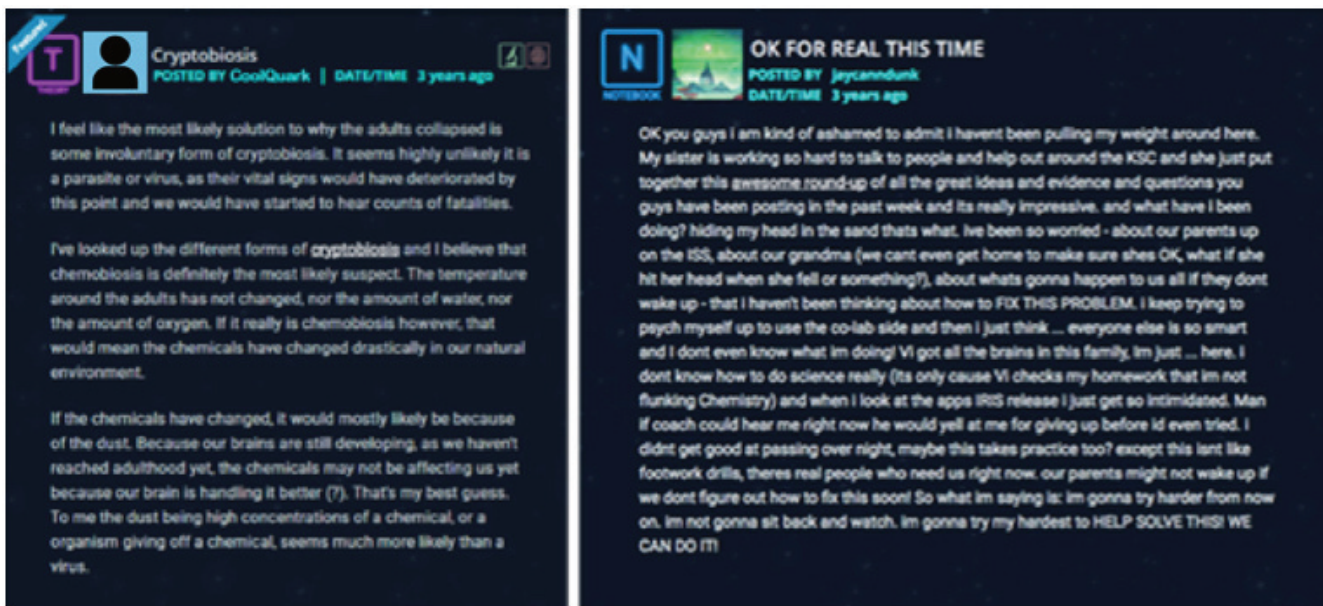 Featured
T
THEORY
Cryptobiosis
POSTED BY CoolQuark | DATE/TIME 3 years ago
I feel like the most likely solution to why the adults collapsed is
some involuntary form of cryptobiosis. It seems highly unlikely it is
a parasite or virus, as their vital signs would have deteriorated by
this point and we would have started to hear counts of fatalities.
I've looked up the different forms of cryptobiosis and I believe that
chemobiosis is definitely the most likely suspect. The temperature
around the adults has not changed, nor the amount of water, nor
the amount of oxygen. If it really is chemobiosis however, that
would mean the chemicals have changed drastically in our natural
environment.
If the chemicals have changed, it would mostly likely be because
of the dust. Because our brains are still developing, as we haven't
reached adulthood yet, the chemicals may not be affecting us yet
because our brain is handling it better (?). That's my best guess.
To me the dust being high concentrations of a chemical, or a
organism giving off a chemical, seems much more likely than a
virus.
N
NOTEBOOK
OK FOR REAL THIS TIME
POSTED BY jaycanndunk
DATE/TIME 3 years ago
OK you guys i am kind of ashamed to admit i havent been pulling my weight around here.
My sister is working so hard to talk to people and help out around the KSC and she just put
together this awesome round-up of all the great ideas and evidence and questions you
guys have been posting in the past week and its really impressive. and what have i been
doing? hiding my head in the sand thats what. Ive been so worried - about our parents up
on the ISS, about our grandma (we cant even get home to make sure shes OK, what if she
hit her head when she fell or something?), about whats gonna happen to us all if they dont
wake up - that i haven't been thinking about how to FIX THIS PROBLEM. i keep trying to
psych myself up to use the co-lab side and then i just think ... everyone else is so smart
and I dont even know what im doing! Vi got all the brains in this family, Im just ... here. i
dont know how to do science really (its only cause Vi checks my homework that im not
flunking Chemistry) and when i look at the apps IRIS release i just get so intimidated. Man
if coach could hear me right now he would yell at me for giving up before id even tried. i
didnt get good at passing over night, maybe this takes practice too? except this isnt like
footwork drills, theres real people who need us right now. our parents might not wake up if
we dont figure out how to fix this soon! So what im saying is: im gonna try harder from now
on. im not gonna sit back and watch. im gonna try my hardest to HELP SOLVE THIS! WE
CAN DO IT!